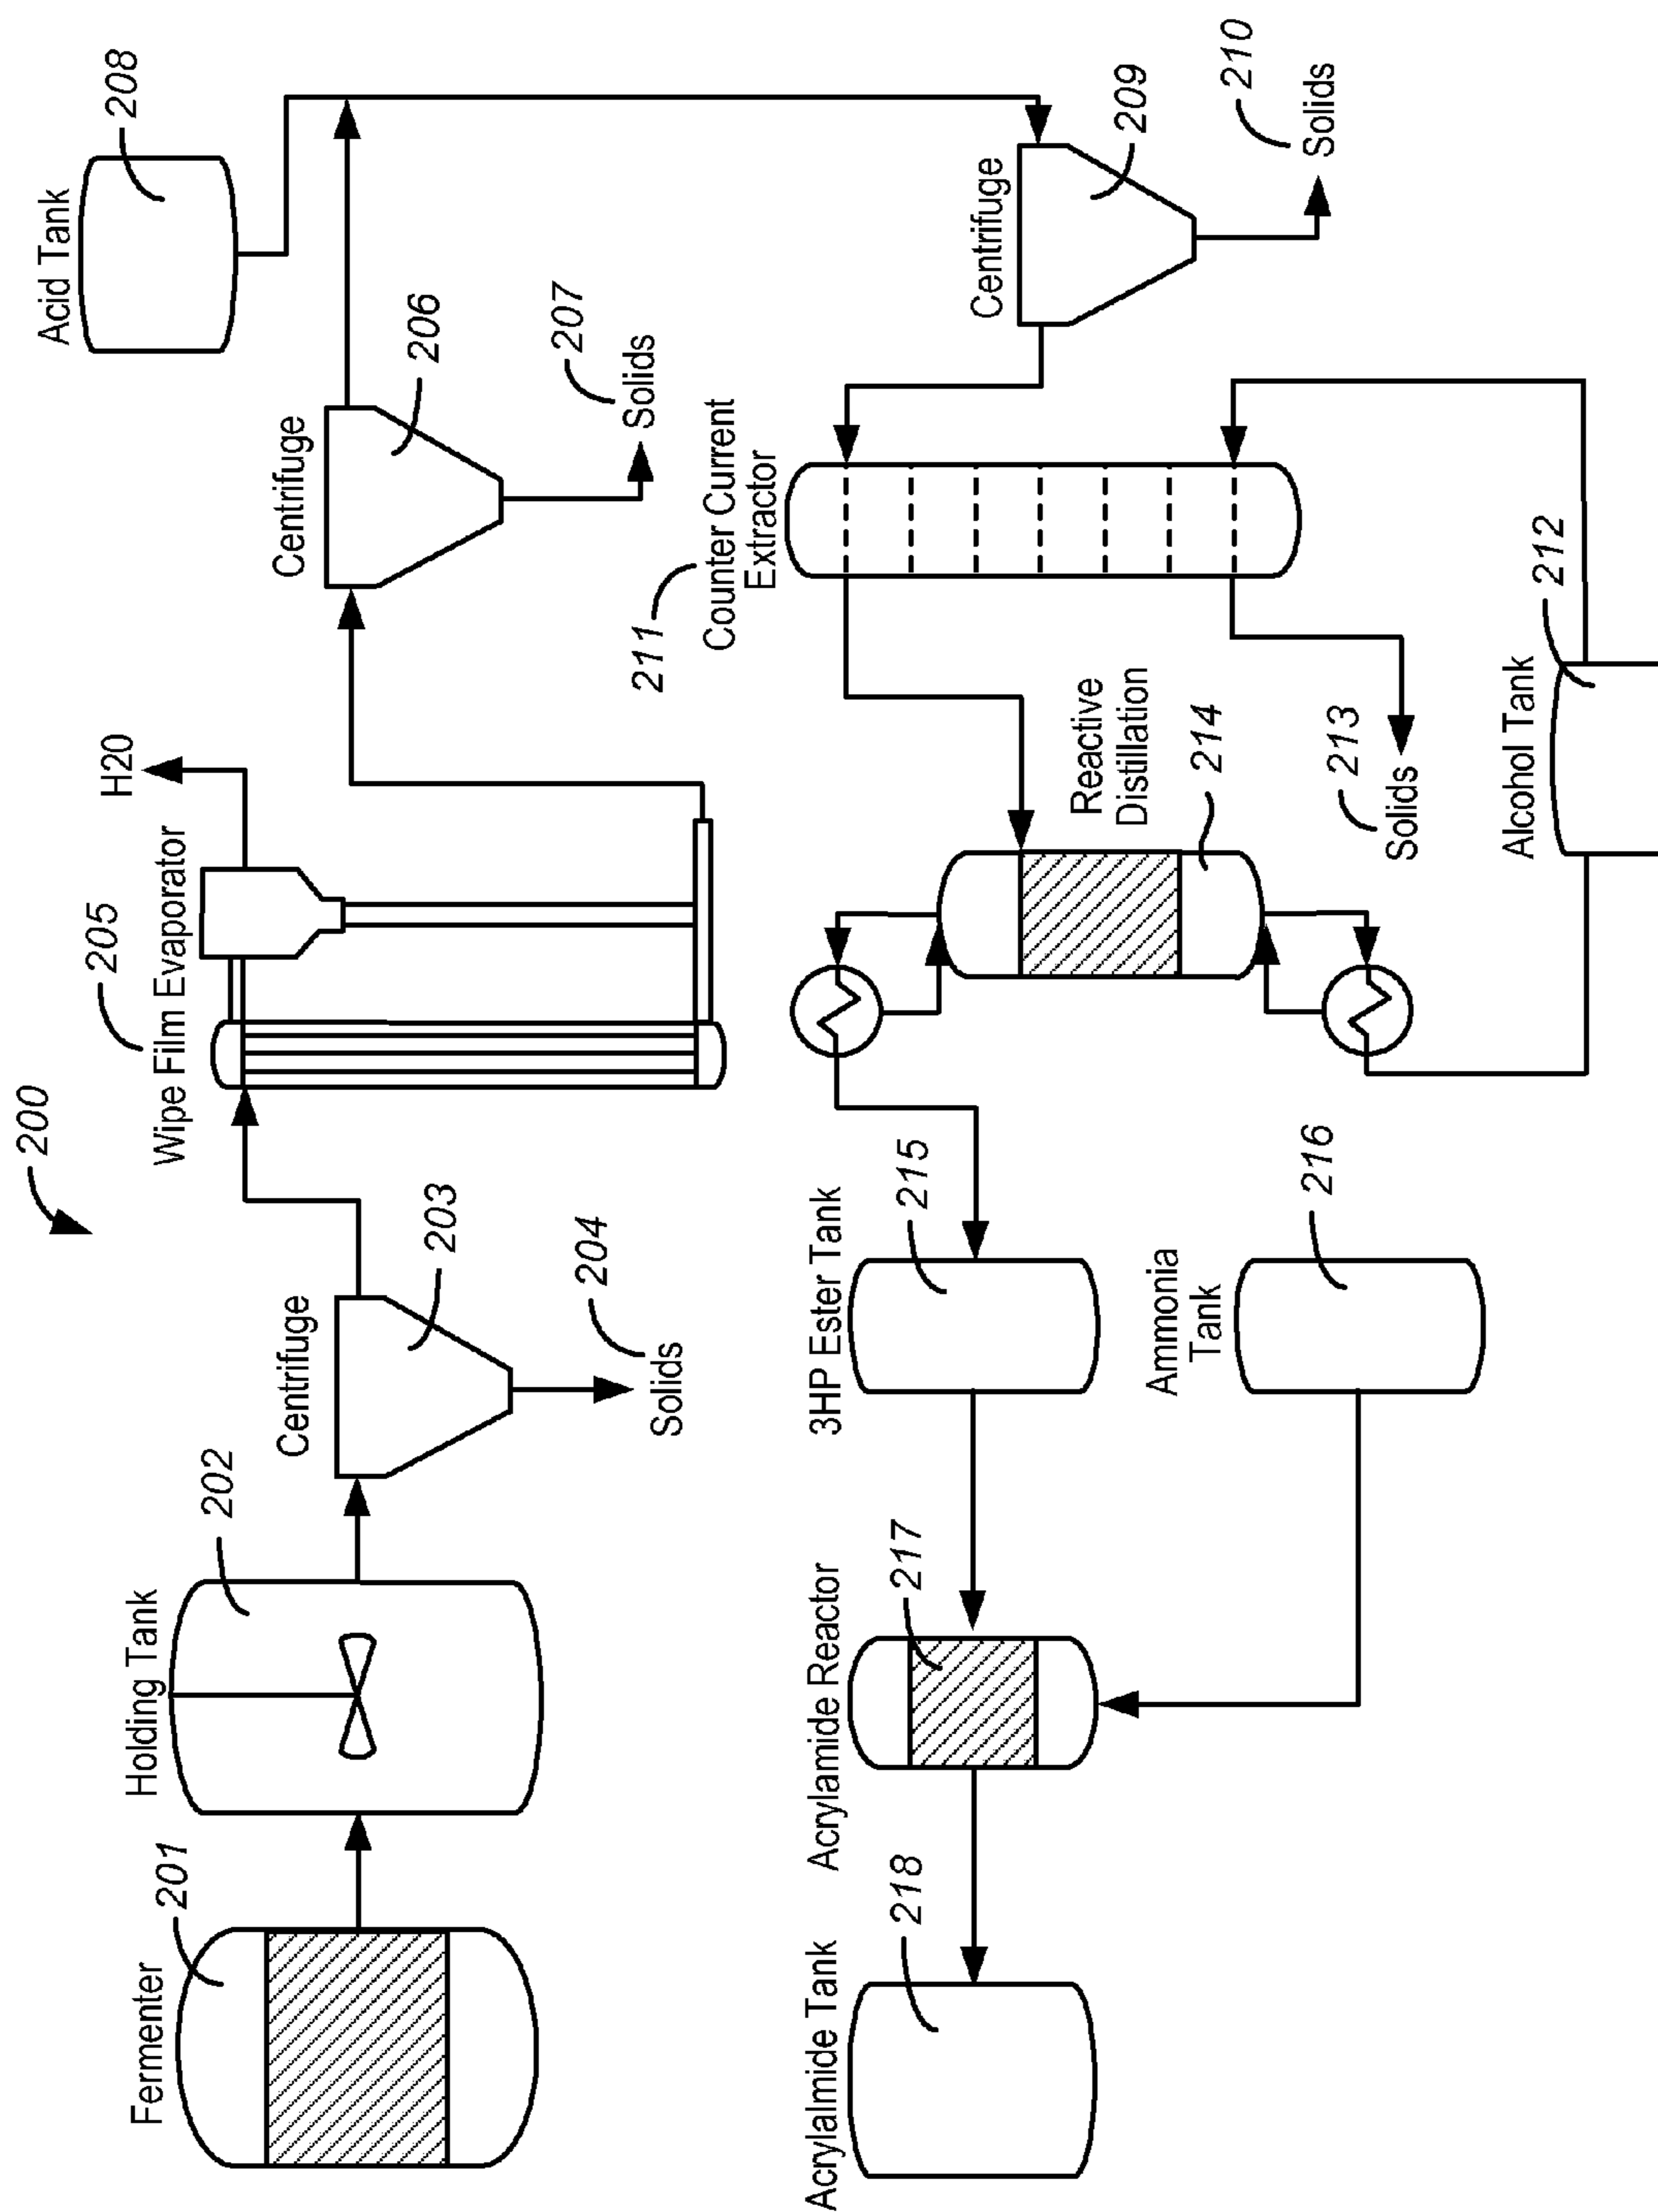 200
Fermenter
201
Holding Tank
202
Centrifuge
203
204
Solids
Wipe Film Evaporator
205
H20
Centrifuge
206
207
Solids
Acid Tank
208
Centrifuge
209
210
Solids
211
Counter Current
Extractor
Alcohol Tank
212
213
Solids
Reactive
Distillation
214
3HP Ester Tank
215
Ammonia
Tank
216
Acrylamide Reactor
217
Acrylalmide Tank
218